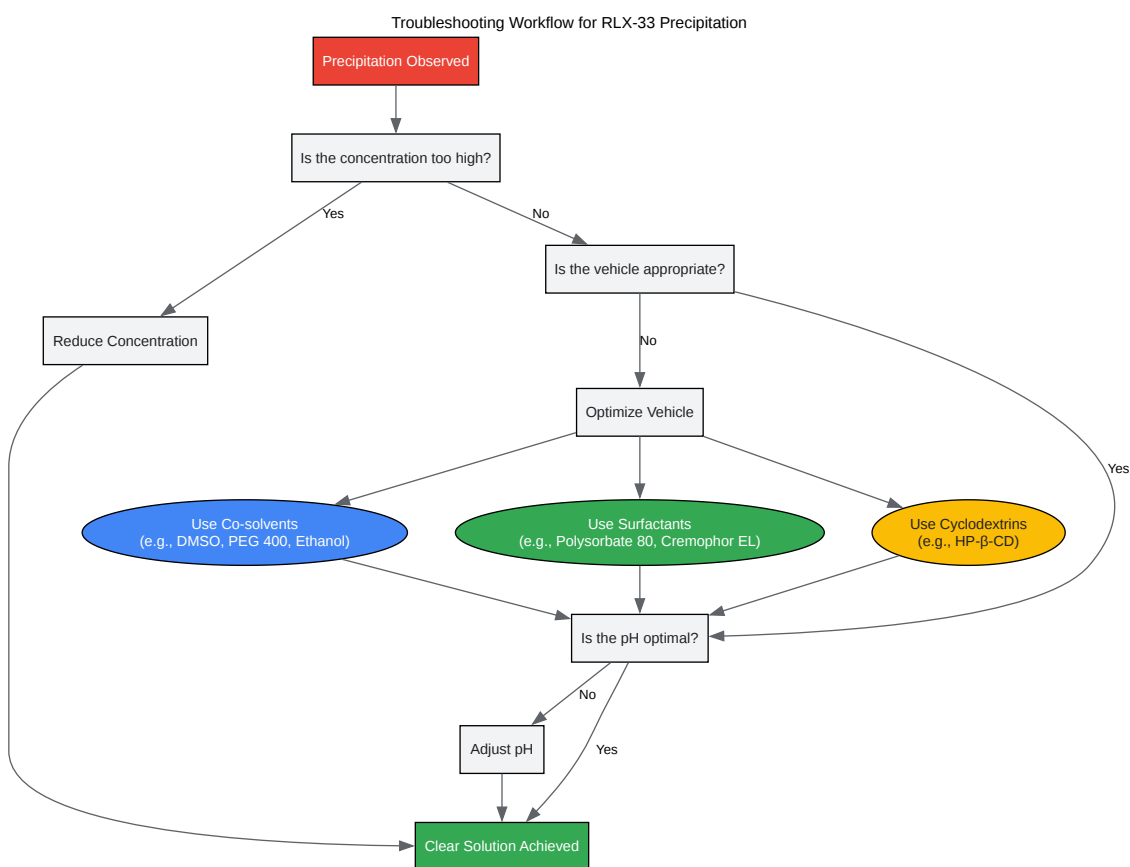 Troubleshooting Workflow for RLX-33 Precipitation
Precipitation Observed
Is the concentration too high?
Yes
No
Is the vehicle appropriate?
Reduce Concentration
No
Optimize Vehicle
Yes
Use Co-solvents
(e.g., DMSO, PEG 400, Ethanol)
Use Surfactants
(e.g., Polysorbate 80, Cremophor EL)
Use Cyclodextrins
(e.g., HP-β-CD)
Is the pH optimal?
No
Adjust pH
Yes
Clear Solution Achieved